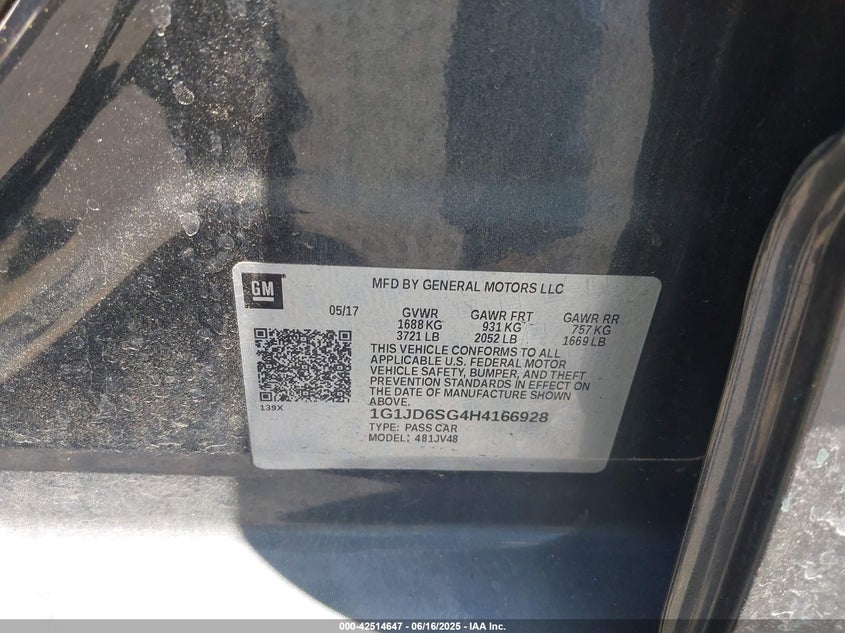 GM
MFD BY GENERAL MOTORS LLC
05/17
GVWR GAWR FRT GAWR RR
1688 KG 931 KG 757 KG
3721 LB 2052 LB 1669 LB
THIS VEHICLE CONFORMS TO ALL
APPLICABLE U.S. FEDERAL MOTOR
VEHICLE SAFETY, BUMPER, AND THEFT
PREVENTION STANDARDS IN EFFECT ON
THE DATE OF MANUFACTURE SHOWN
ABOVE.
139X
1G1JD6SG4H4166928
TYPE: PASS CAR
MODEL: 481JV48
000-42514647 - 06/16/2025 - IAA Inc.